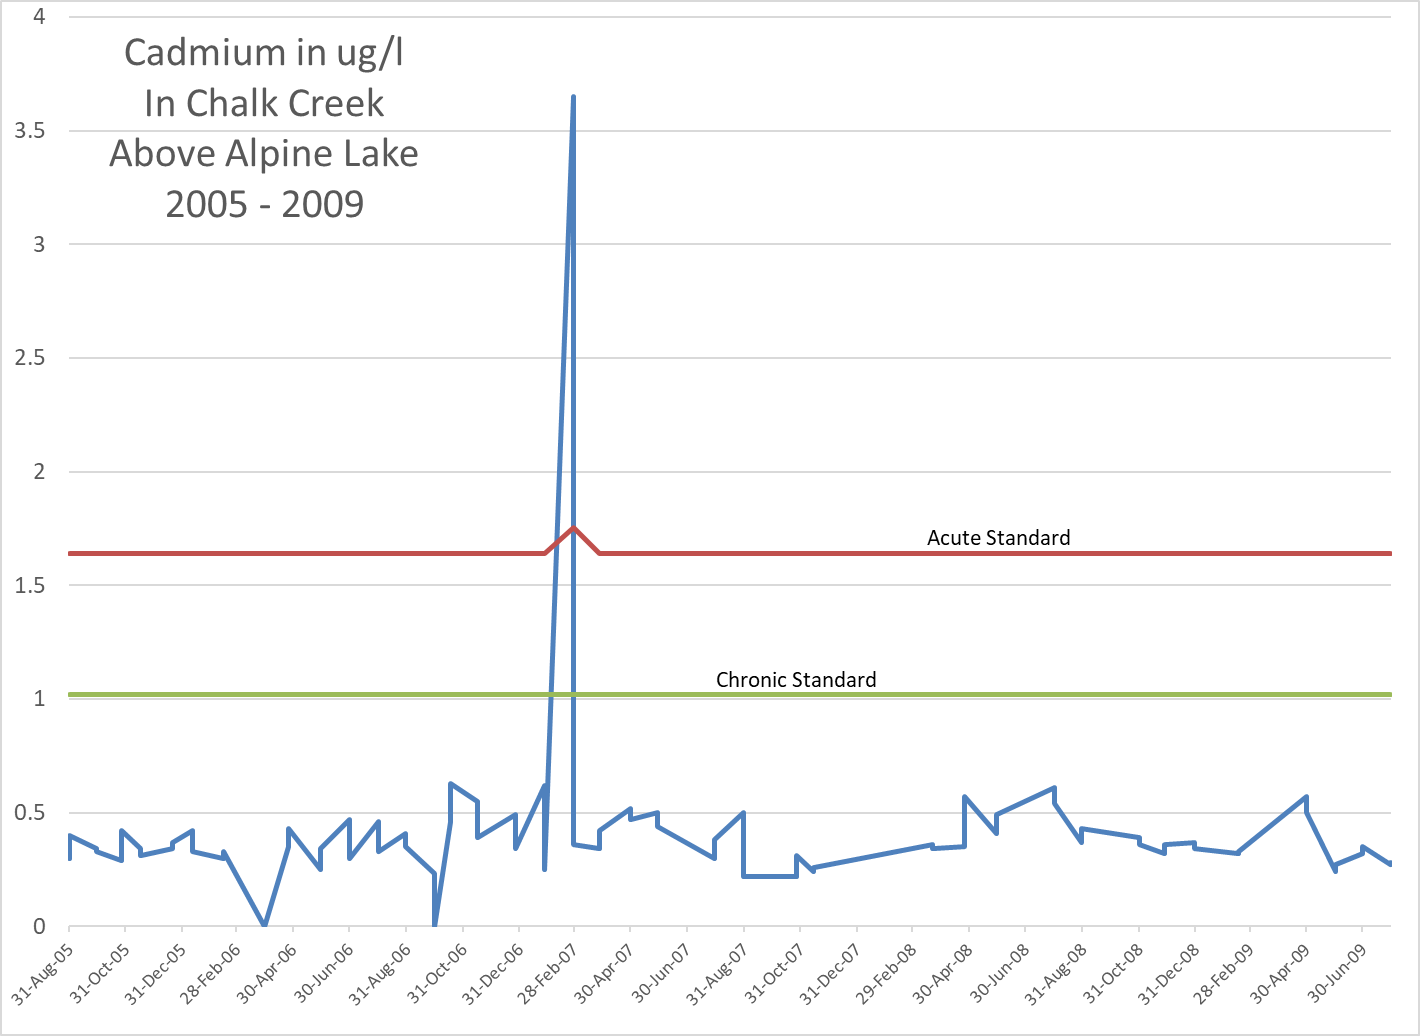 Cadmium in ug/l
In Chalk Creek
Above Alpine Lake
2005 - 2009
4
3.5
3
2.5
2
1.5
1
0.5
0
Acute Standard
Chronic Standard
31-Aug-05
31-Oct-05
31-Dec-05
28-Feb-06
30-Apr-06
30-Jun-06
31-Aug-06
31-Oct-06
31-Dec-06
28-Feb-07
30-Apr-07
30-Jun-07
31-Aug-07
31-Oct-07
31-Dec-07
29-Feb-08
30-Apr-08
30-Jun-08
31-Aug-08
31-Oct-08
31-Dec-08
28-Feb-09
30-Apr-09
30-Jun-09